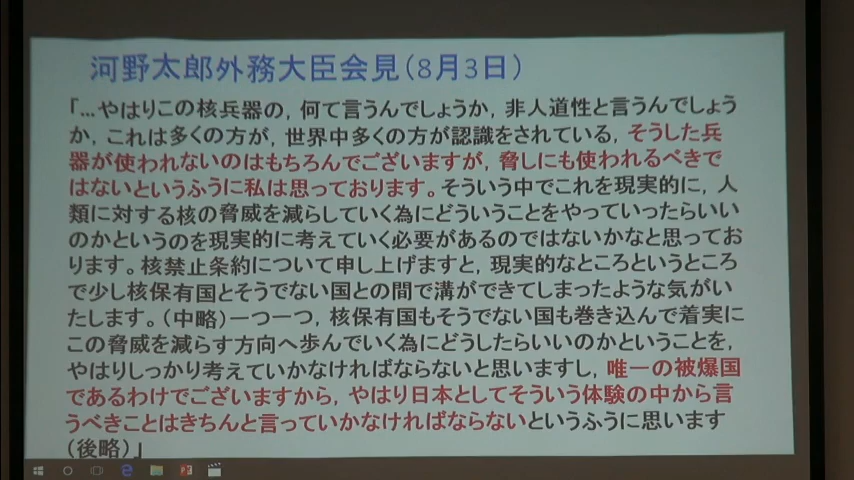 河野太郎外務大臣会見(8月3日)
「…やはりこの核兵器の,何て言うんでしょうか,非人道性と言うんでしょう
か,これは多くの方が,世界中多くの方が認識をされている,そうした兵
器が使われないのはもちろんでございますが,脅しにも使われるべきで
はないというふうに私は思っております。そういう中でこれを現実的に,人
類に対する核の脅威を減らしていく為にどういうことをやっていったらいい
のかというのを現実的に考えていく必要があるのではないかなと思ってお
ります。核禁止条約について申し上げますと,現実的なところというところ
で少し核保有国とそうでない国との間で溝ができてしまったような気がい
たします。(中略)一つ一つ,核保有国もそうでない国も巻き込んで着実に
この脅威を減らす方向へ歩んでいく為にどうしたらいいのかということを,
やはりしっかり考えていかなければならないと思いますし,唯一の被爆国
であるわけでございますから,やはり日本としてそういう体験の中から言
うべきことはきちんと言っていかなければならないというふうに思います
(後略)」